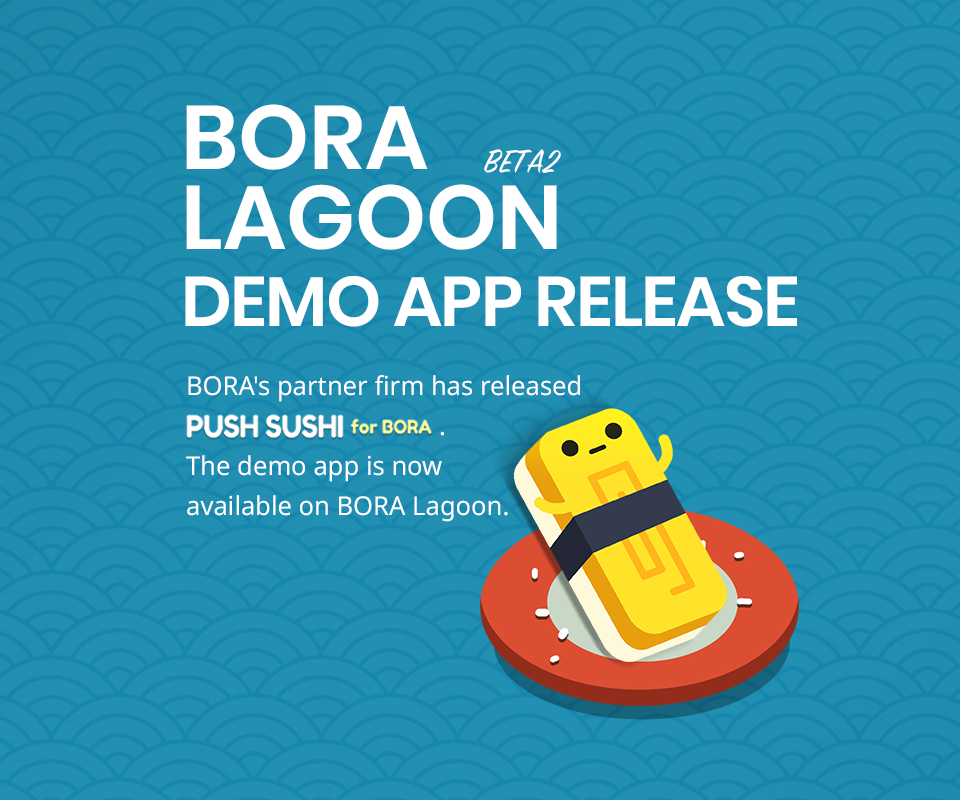 BORA
BETA2
LAGOON
DEMO APP RELEASE
BORA's partner firm has released
PUSH SUSHI for BORA .
The demo app is now
available on BORA Lagoon.